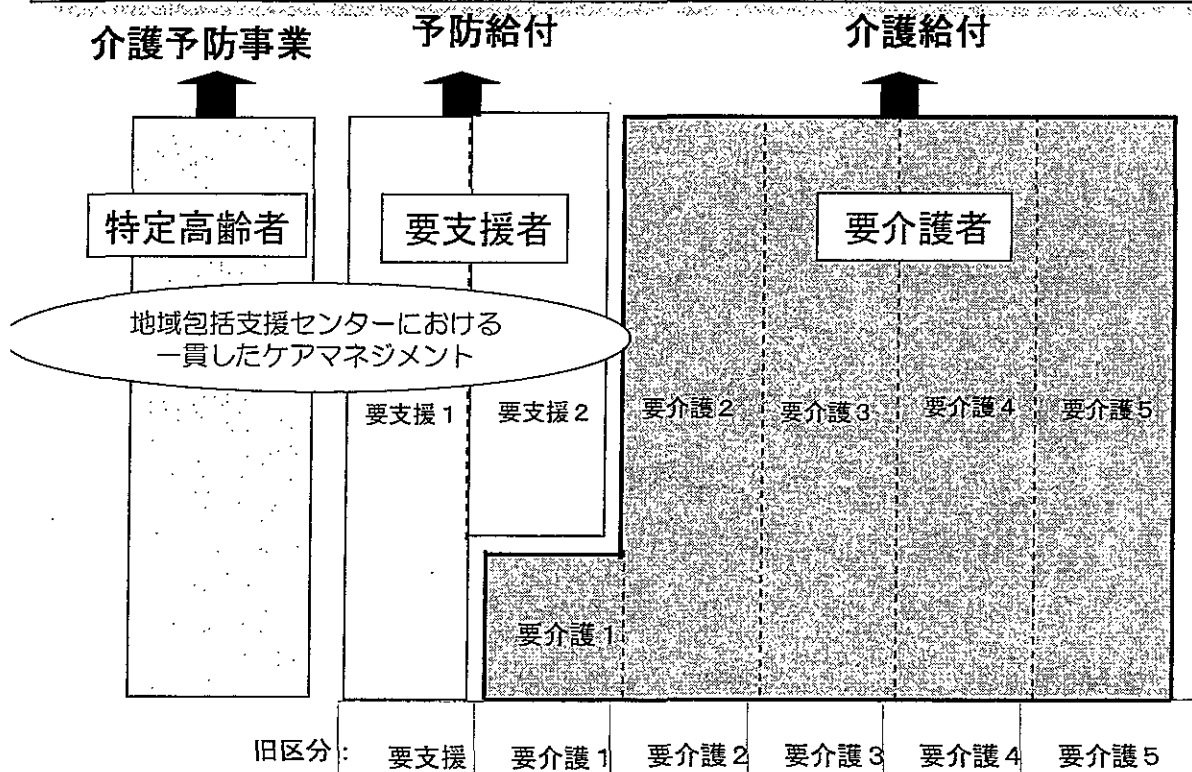 介護予防事業
予防給付
介護給付
特定高齢者
要支援者
要介護者
地域包括支援センターにおける
一貫したケアマネジメント
要支援1
要支援2
要介護2
要介護3
要介護4
要介護5
要介護1
旧区分： 要支援 要介護1 要介護2 要介護3 要介護4 要介護5